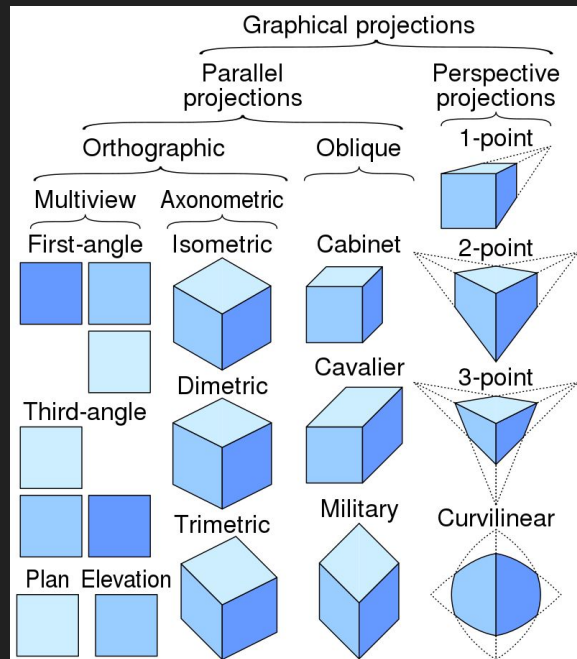 Graphical projections
Parallel
projections
Perspective
projections
Orthographic
Oblique
1-point
Multiview
Axonometric
First-angle
Isometric
Cabinet
2-point
Dimetric
Cavalier
3-point
Third-angle
Trimetric
Military
Curvilinear
Plan
Elevation